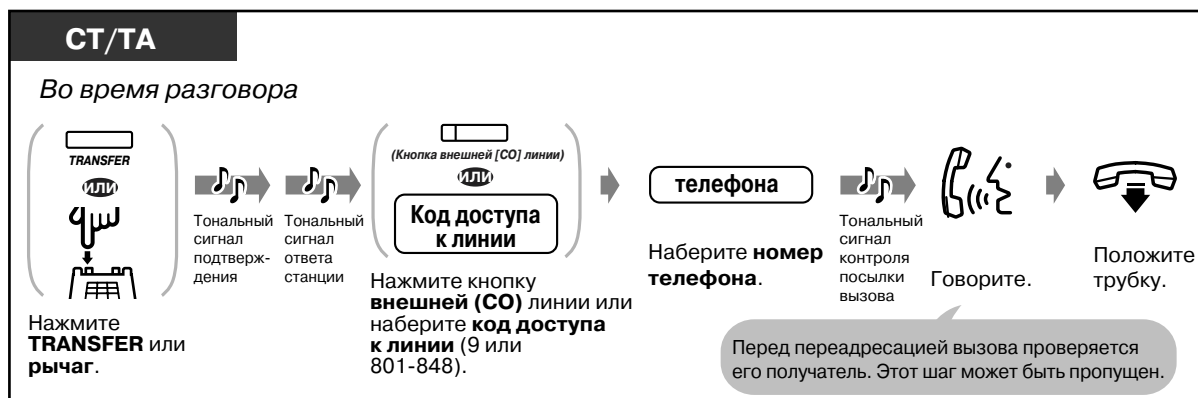 СТ/ТА
Во время разговора
TRANSFER
или
Нажмите
TRANSFER или
рычаг.
Тональный
сигнал
подтверж-
дения
Тональный
сигнал
ответа
станции
(Кнопка внешней [CO] линии)
или
Код доступа
к линии
Нажмите кнопку
внешней (CO) линии или
наберите код доступа
к линии (9 или
801-848).
телефона
Наберите номер
телефона.
Тональный
сигнал
контроля
посылки
вызова
Говорите.
Положите
трубку.
Перед переадресацией вызова проверяется
его получатель. Этот шаг может быть пропущен.